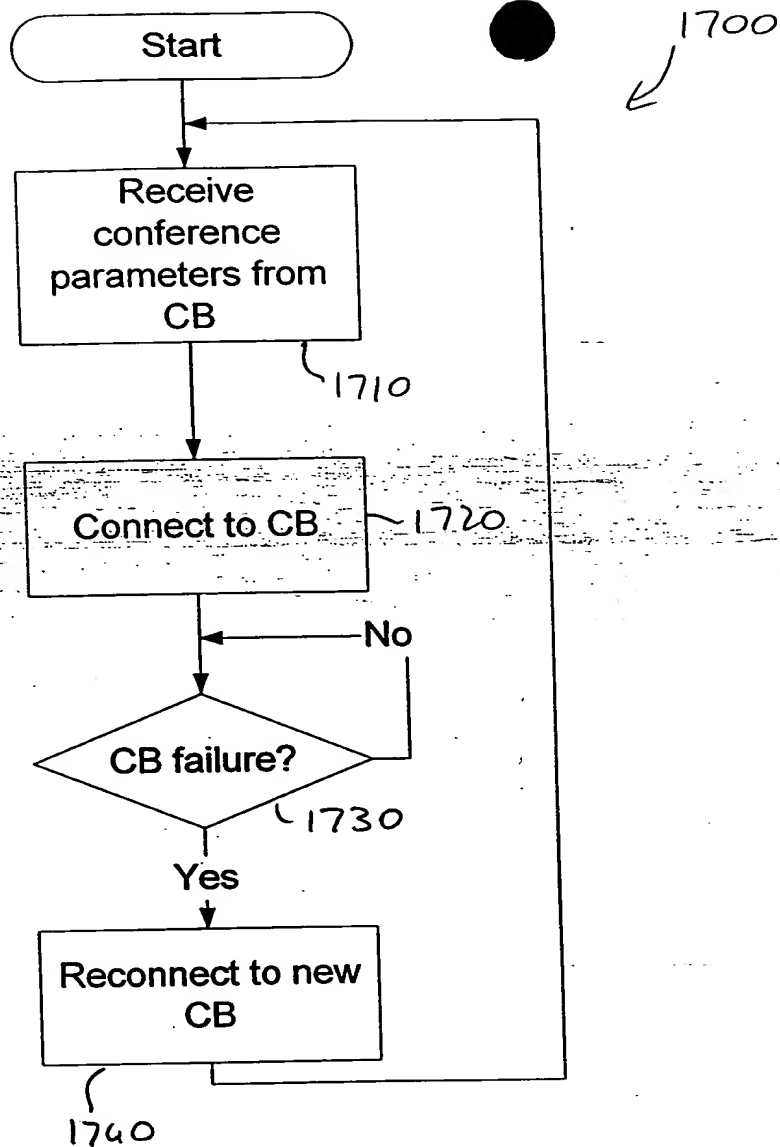 Start
1700
Receive
conference
parameters from
CB
1710
Connect to CB
1720
No
CB failure?
1730
Yes
Reconnect to new
CB
1740